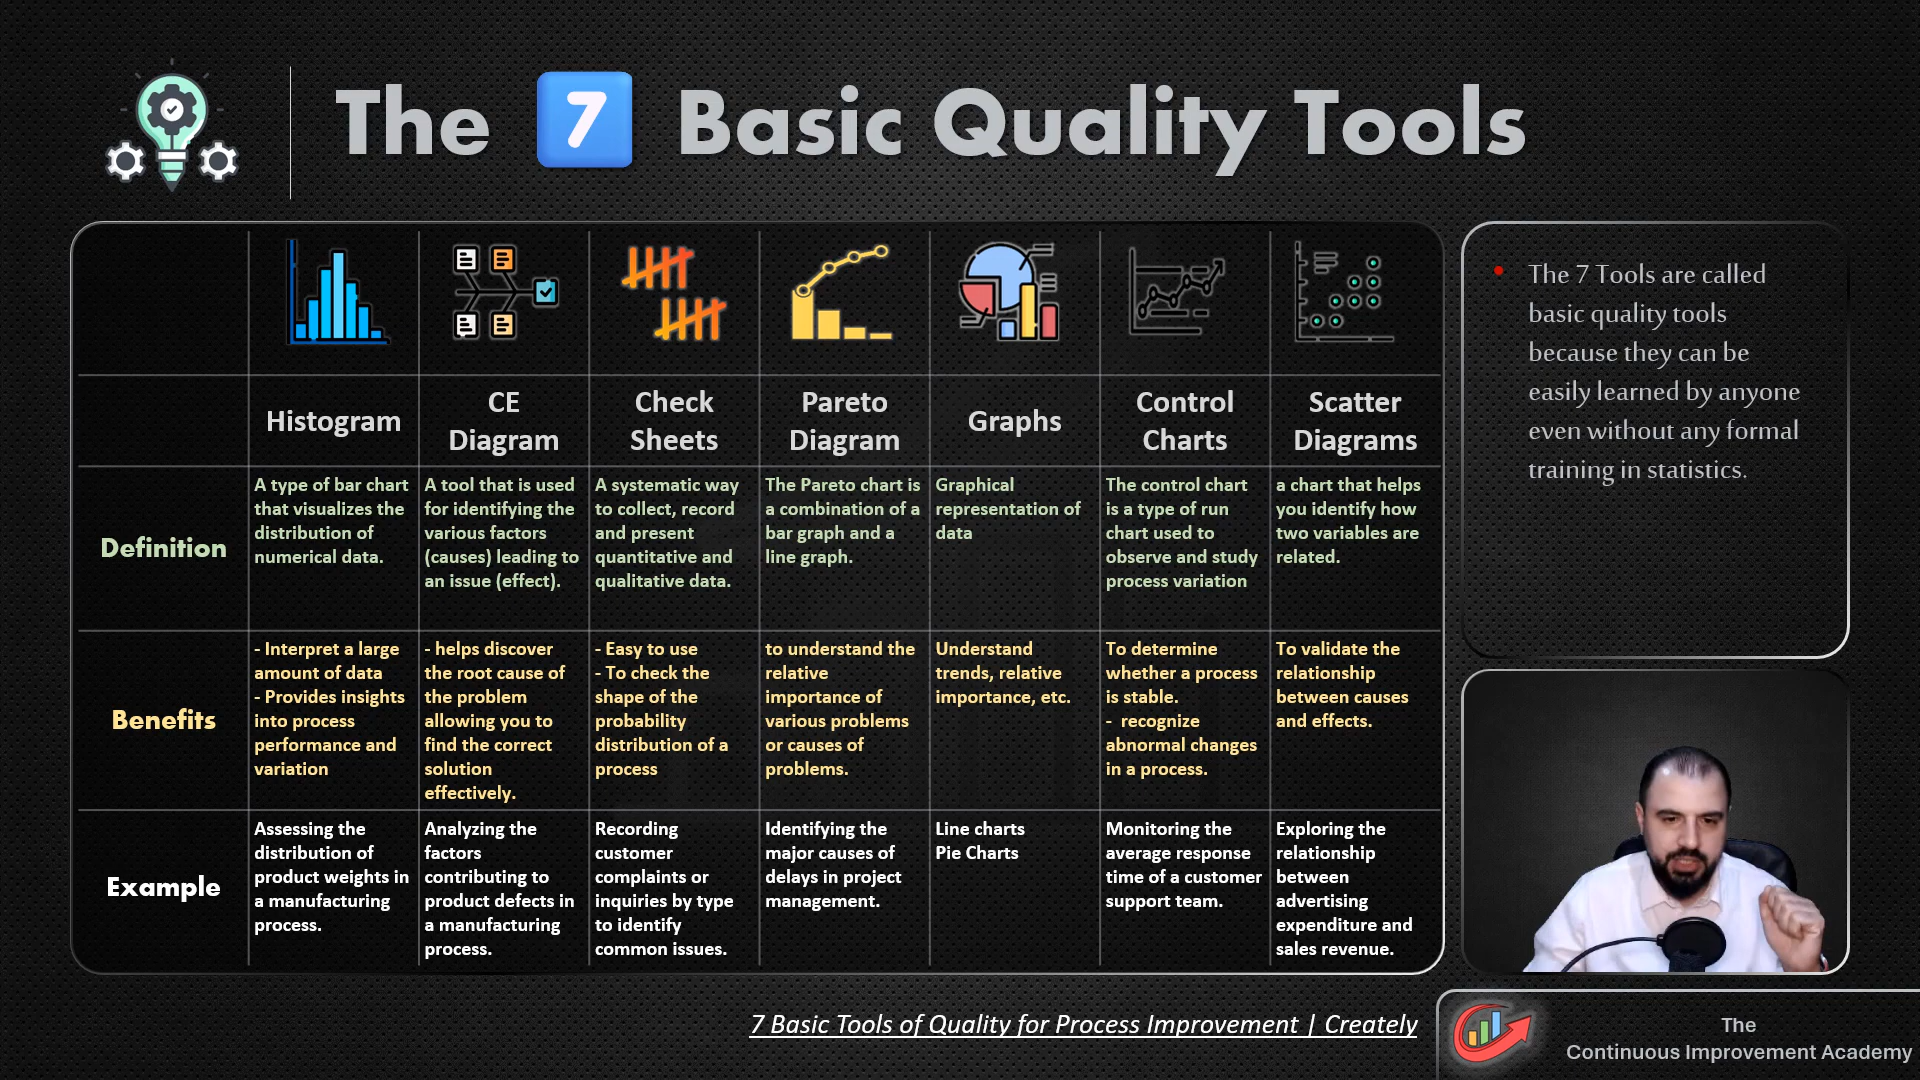 The 7 Basic Quality Tools
Histogram
CE
Diagram
Check
Sheets
Pareto
Diagram
Graphs
Control
Charts
Scatter
Diagrams
Definition
A type of bar chart
that visualizes the
distribution of
numerical data.
A tool that is used
for identifying the
various factors
(causes) leading to
an issue (effect).
A systematic way
to collect, record
and present
quantitative and
qualitative data.
The Pareto chart is
a combination of a
bar graph and a
line graph.
Graphical
representation of
data
The control chart
is a type of run
chart used to
observe and study
process variation
a chart that helps
you identify how
two variables are
related.
Benefits
- Interpret a large
amount of data
- Provides insights
into process
performance and
variation
- helps discover
the root cause of
the problem
allowing you to
find the correct
solution
effectively.
- Easy to use
- To check the
shape of the
probability
distribution of a
process
to understand the
relative
importance of
various problems
or causes of
problems.
Understand
trends, relative
importance, etc.
To determine
whether a process
is stable.
- recognize
abnormal changes
in a process.
To validate the
relationship
between causes
and effects.
Example
Assessing the
distribution of
product weights in
a manufacturing
process.
Analyzing the
factors
contributing to
product defects in
a manufacturing
process.
Recording
customer
complaints or
inquiries by type
to identify
common issues.
Identifying the
major causes of
delays in project
management.
Line charts
Pie Charts
Monitoring the
average response
time of a customer
support team.
Exploring the
relationship
between
advertising
expenditure and
sales revenue.
The 7 Tools are called
basic quality tools
because they can be
easily learned by anyone
even without any formal
training in statistics.
7 Basic Tools of Quality for Process Improvement | Creately
The
Continuous Improvement Academy